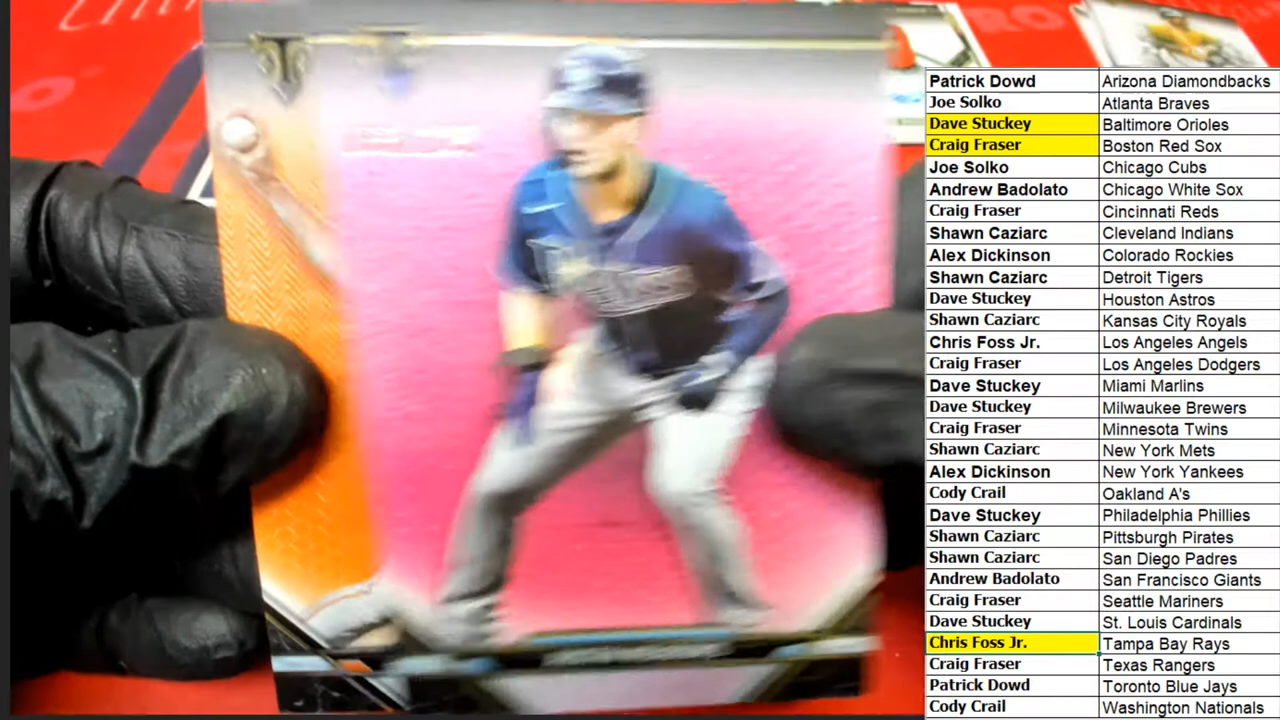 Patrick Dowd Arizona Diamondbacks
Joe Solko Atlanta Braves
Dave Stuckey Baltimore Orioles
Craig Fraser Boston Red Sox
Joe Solko Chicago Cubs
Andrew Badolato Chicago White Sox
Craig Fraser Cincinnati Reds
Shawn Caziarc Cleveland Indians
Alex Dickinson Colorado Rockies
Shawn Caziarc Detroit Tigers
Dave Stuckey Houston Astros
Shawn Caziarc Kansas City Royals
Chris Foss Jr. Los Angeles Angels
Craig Fraser Los Angeles Dodgers
Dave Stuckey Miami Marlins
Dave Stuckey Milwaukee Brewers
Craig Fraser Minnesota Twins
Shawn Caziarc New York Mets
Alex Dickinson New York Yankees
Cody Crail Oakland A's
Dave Stuckey Philadelphia Phillies
Shawn Caziarc Pittsburgh Pirates
Shawn Caziarc San Diego Padres
Andrew Badolato San Francisco Giants
Craig Fraser Seattle Mariners
Dave Stuckey St. Louis Cardinals
Chris Foss Jr. Tampa Bay Rays
Craig Fraser Texas Rangers
Patrick Dowd Toronto Blue Jays
Cody Crail Washington Nationals